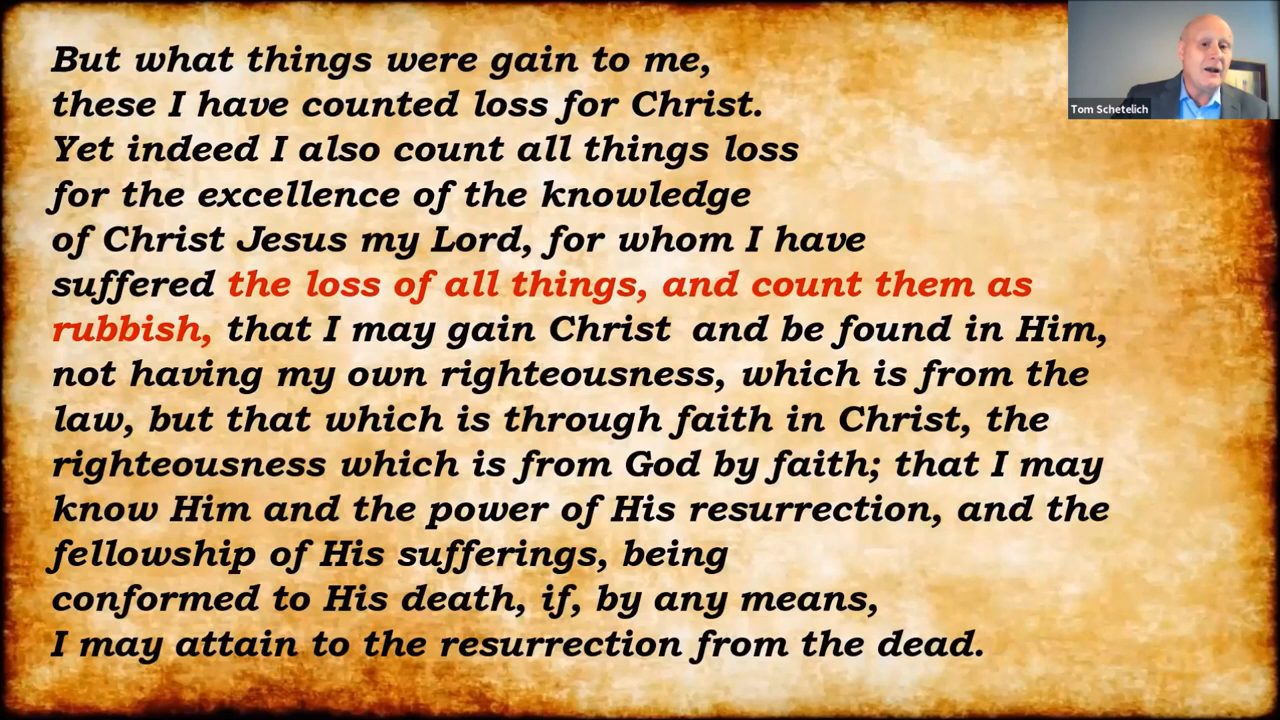 But what things were gain to me,
these I have counted loss for Christ.
Yet indeed I also count all things loss
for the excellence of the knowledge
of Christ Jesus my Lord, for whom I have
suffered the loss of all things, and count them as
rubbish, that I may gain Christ and be found in Him,
not having my own righteousness, which is from the
law, but that which is through faith in Christ, the
righteousness which is from God by faith; that I may
know Him and the power of His resurrection, and the
fellowship of His sufferings, being
conformed to His death, if, by any means,
I may attain to the resurrection from the dead.
Tom Schetelich